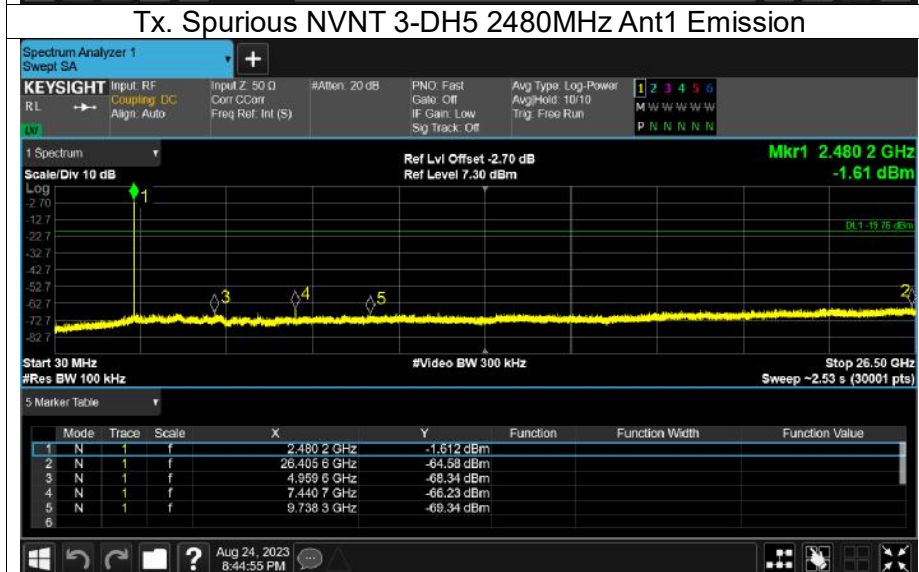 Tx. Spurious NVNT 3-DH5 2480MHz Ant1 Emission
Spectrum Analyzer 1
Swept SA
+
KEYSIGHT Input: RF Input Z: 50 Ω #Atten: 20 dB PNO: Fast Avg Type: Log-Power 1 2 3 4 5 6
RL Coupling: DC Corr CCorr Gate: Off Avg|Hold: 10/10 M W W W W W
Align: Auto Freq Ref: Int (S) IF Gain: Low Trig: Free Run
Sig Track: Off P N N N N N
1 Spectrum Ref Lvl Offset -2.70 dB Mkr1 2.480 2 GHz
Scale/Div 10 dB Ref Level 7.30 dBm -1.61 dBm
Log
1
-2.70
-12.7
-22.7 DL1 -19.76 dBm
-32.7
-42.7
-52.7
3 4 5 2
-62.7
-72.7
-82.7
Start 30 MHz #Video BW 300 kHz Stop 26.50 GHz
#Res BW 100 kHz Sweep ~2.53 s (30001 pts)
5 Marker Table
Mode Trace Scale X Y Function Function Width Function Value
1 N 1 f 2.480 2 GHz -1.612 dBm
2 N 1 f 26.405 6 GHz -64.58 dBm
3 N 1 f 4.959 6 GHz -68.34 dBm
4 N 1 f 7.440 7 GHz -66.23 dBm
5 N 1 f 9.738 3 GHz -69.34 dBm
6
? Aug 24, 2023
8:44:55 PM